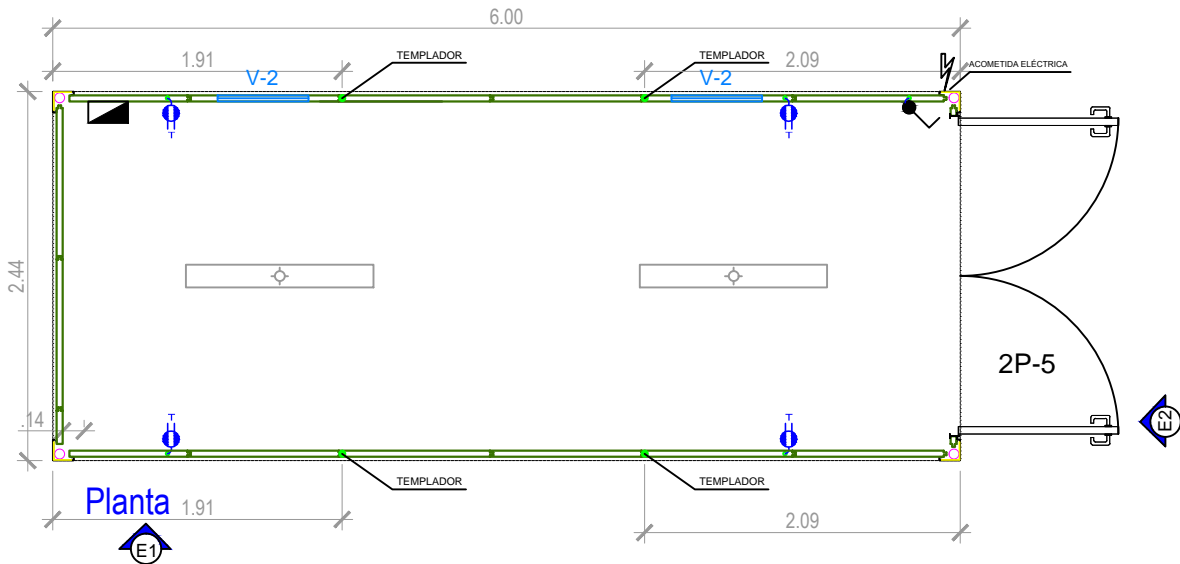 6.00
1.91
TEMPLADOR
TEMPLADOR
2.09
V-2
V-2
ACOMETIDA ELÉCTRICA
T
T
2.44
2P-5
.14
T
T
E2
TEMPLADOR
TEMPLADOR
Planta
1.91
2.09
E1